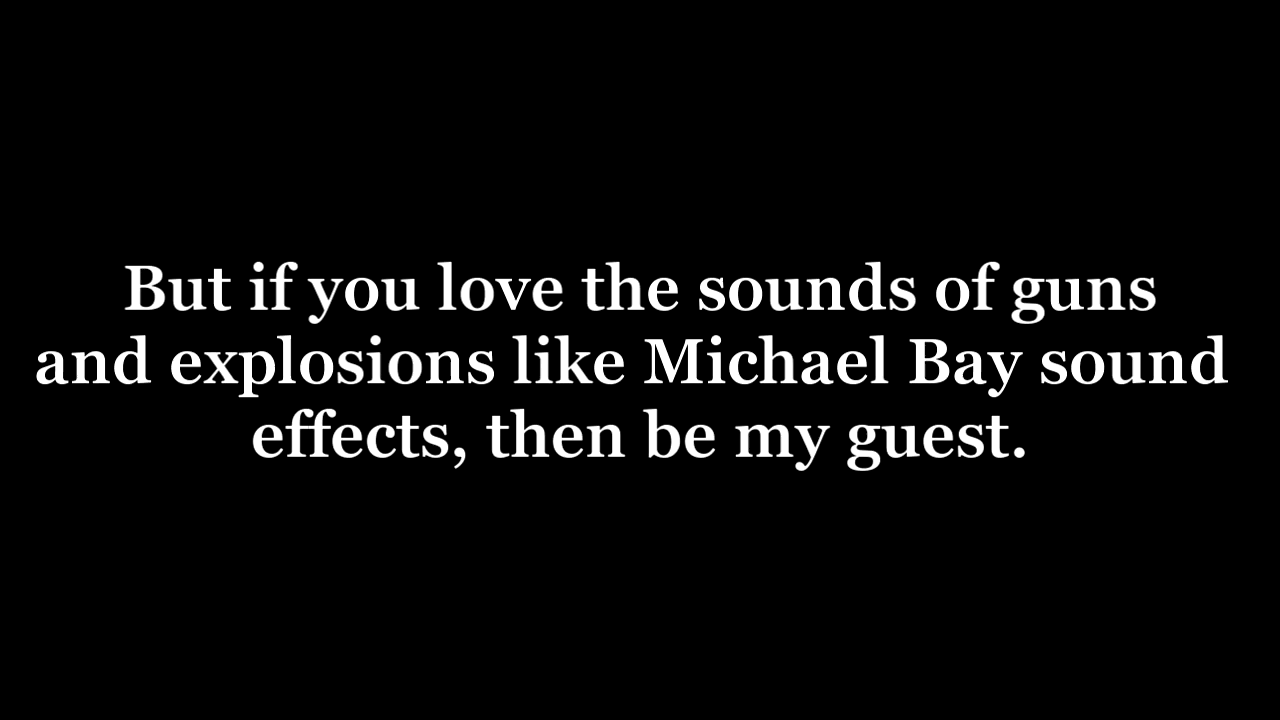 But if you love the sounds of guns
and explosions like Michael Bay sound
effects, then be my guest.